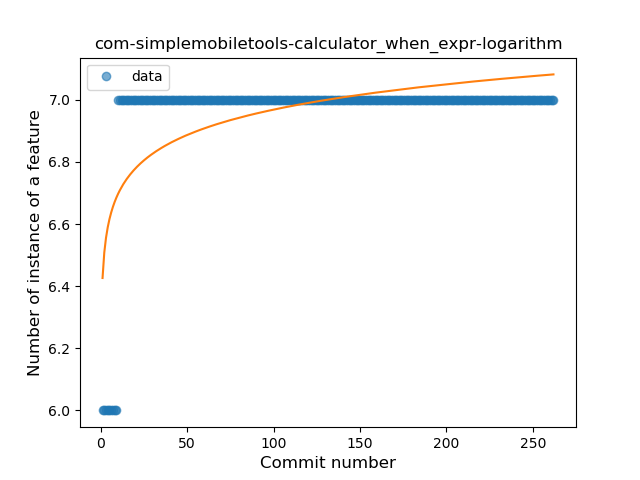 com-simplemobiletools-calculator_when_expr-logarithm
data
7.0
6.8
6.6
6.4
6.2
6.0
Number of instance of a feature
0 50 100 150 200 250
Commit number